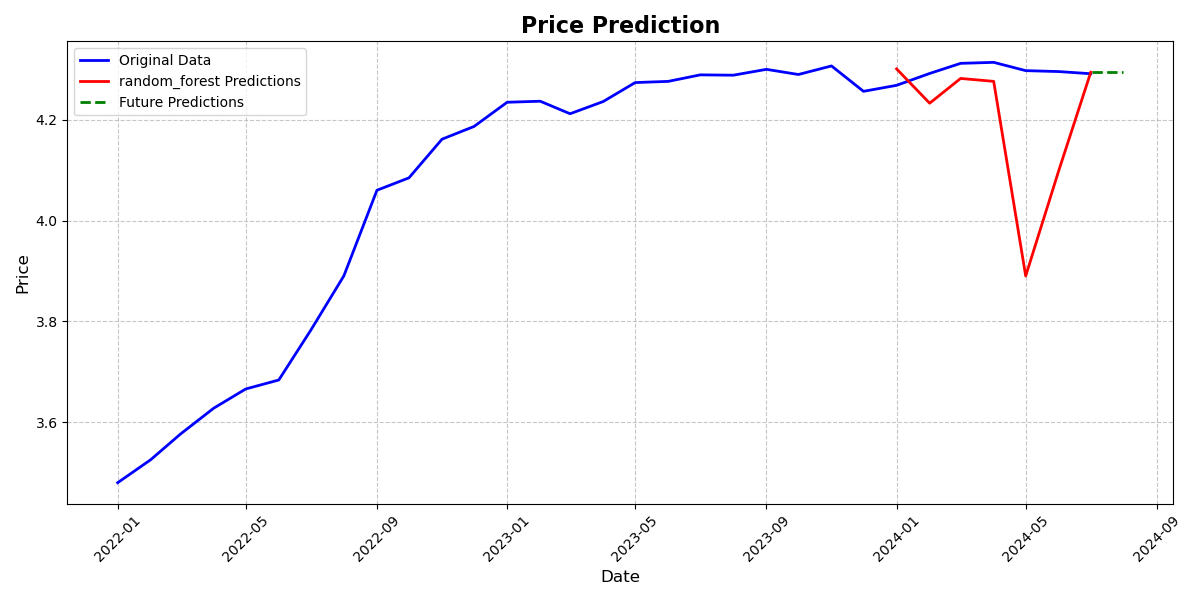 Price Prediction
Original Data
random_forest Predictions
Future Predictions
Price
4.2
4.0
3.8
3.6
2022-01
2022-05
2022-09
2023-01
2023-05
2023-09
2024-01
2024-05
2024-09
Date